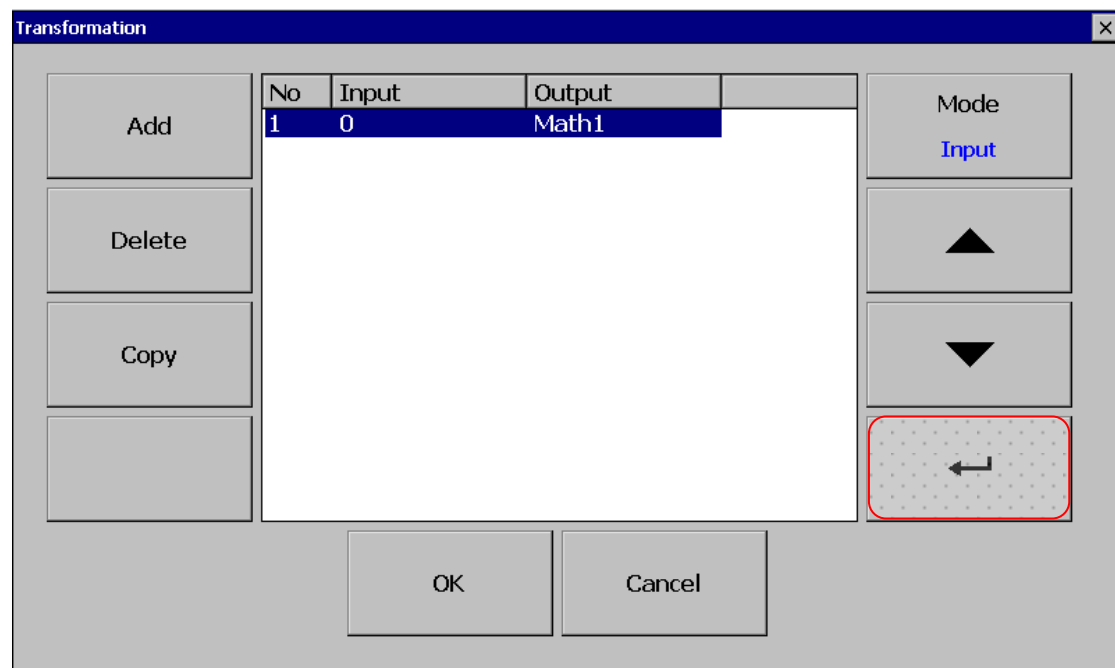 Transformation
Add
No Input Output
1 0 Math1
Mode
Input
Delete
Copy
OK
Cancel